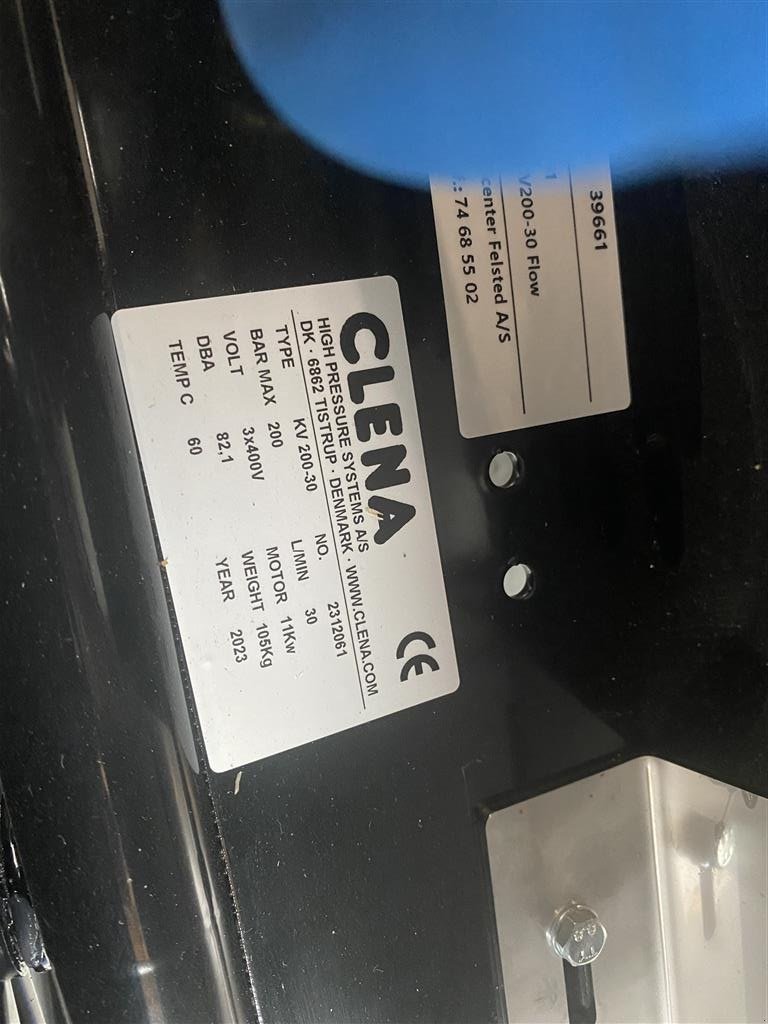 CLENA CE
HIGH PRESSURE SYSTEMS A/S
DK · 6862 TISTRUP · DENMARK · WWW.CLENA.COM
TYPE KV 200-30 NO. 2312061
BAR MAX 200 L/MIN 30
VOLT 3x400V MOTOR 11Kw
DBA 82,1 WEIGHT 105Kg
TEMP C 60 YEAR 2023
39661
1
V200-30 Flow
center Felsted A/S
.: 74 68 55 02